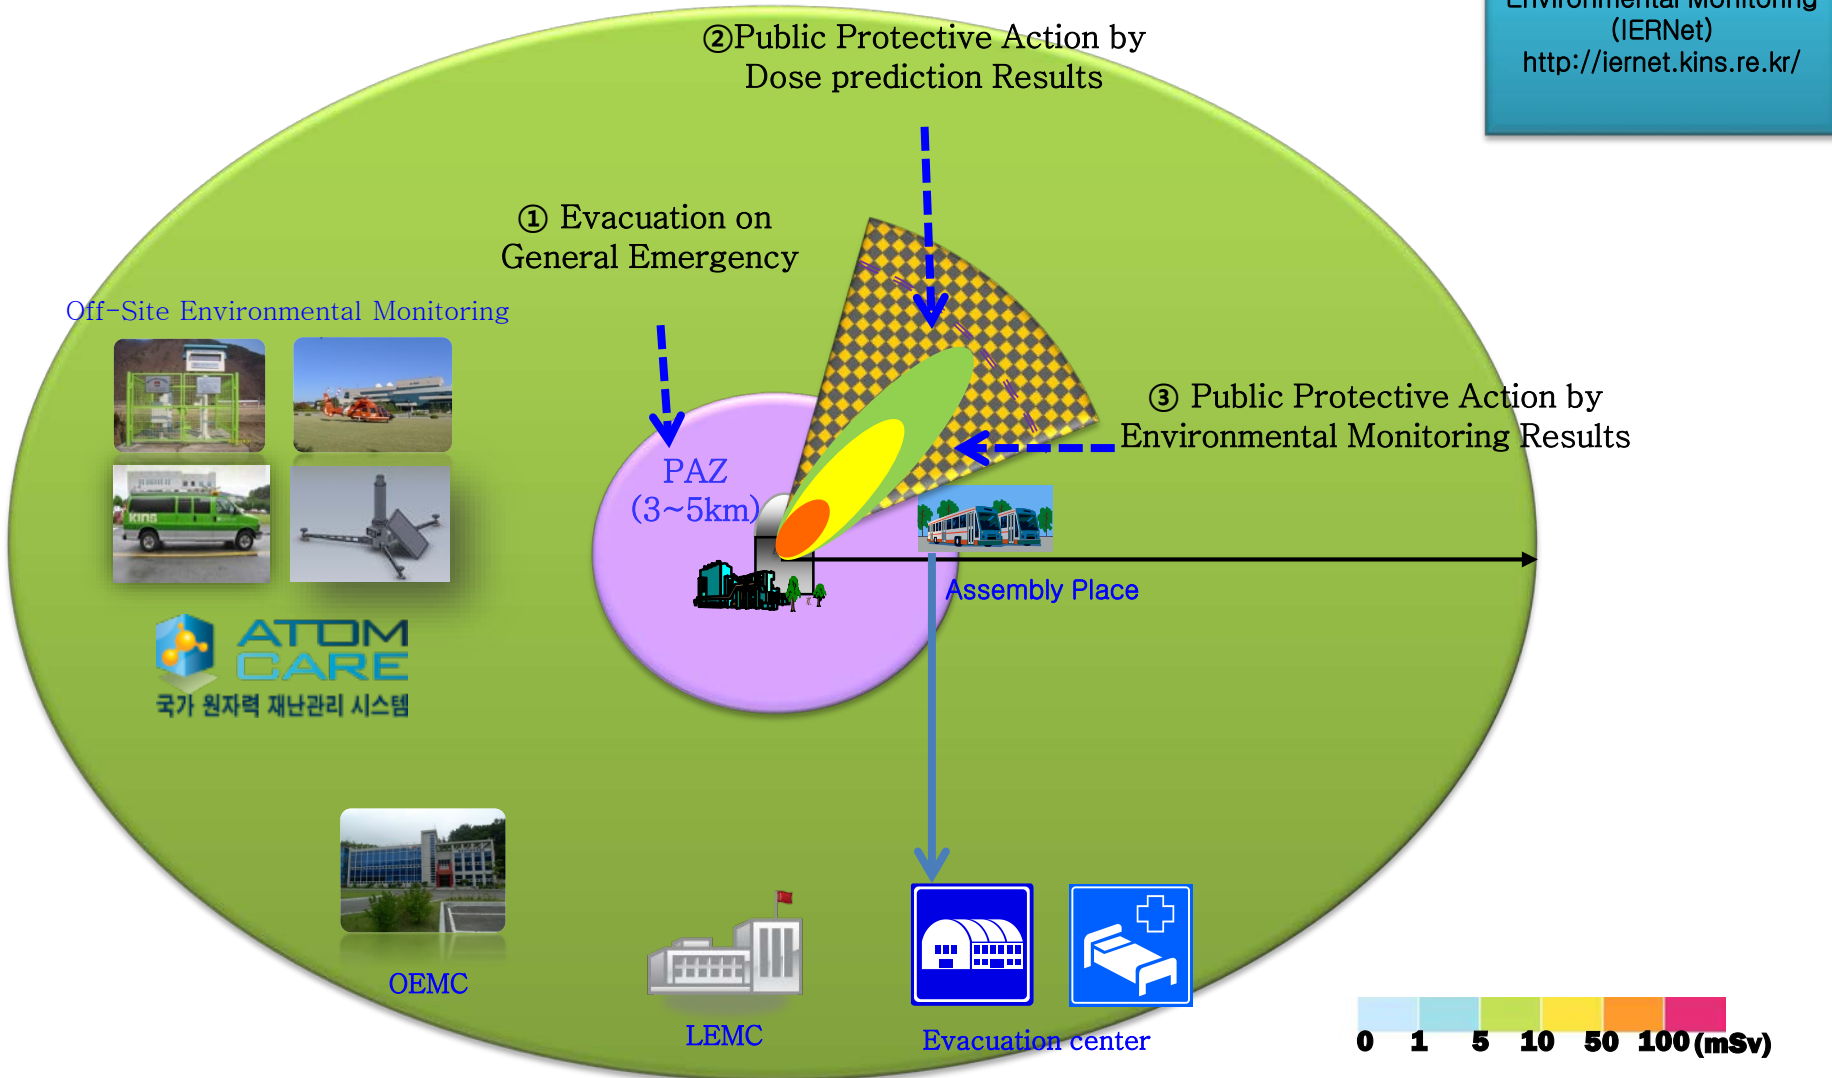 Environmental Monitoring
(IERNet)
http://iernet.kins.re.kr/
②Public Protective Action by
Dose prediction Results
① Evacuation on
General Emergency
Off-Site Environmental Monitoring
③ Public Protective Action by
Environmental Monitoring Results
PAZ
(3~5km)
KINS
Assembly Place
ATOM
CARE
국가 원자력 재난관리 시스템
OEMC
LEMC
Evacuation center
0 1 5 10 50 100 (mSv)